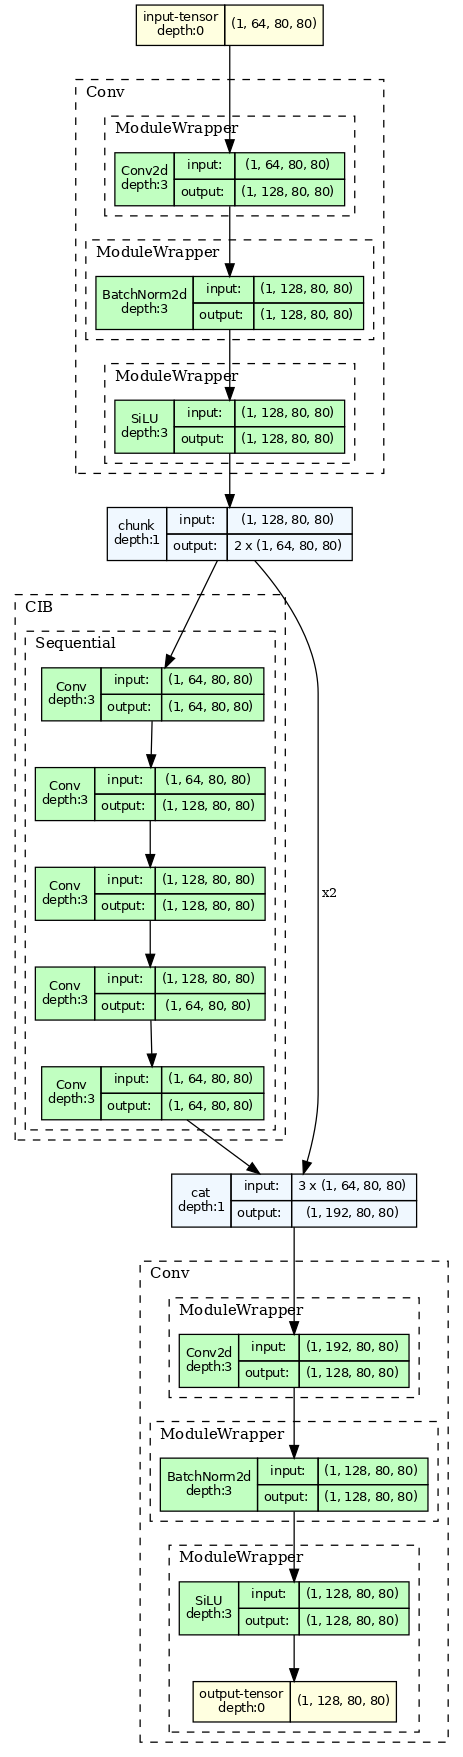 input-tensor
depth:0
(1, 64, 80, 80)
Conv
ModuleWrapper
Conv2d
depth:3
input:
(1, 64, 80, 80)
output:
(1, 128, 80, 80)
ModuleWrapper
BatchNorm2d
depth:3
input:
(1, 128, 80, 80)
output:
(1, 128, 80, 80)
ModuleWrapper
SiLU
depth:3
input:
(1, 128, 80, 80)
output:
(1, 128, 80, 80)
chunk
depth:1
input:
(1, 128, 80, 80)
output:
2 x (1, 64, 80, 80)
CIB
Sequential
Conv
depth:3
input:
(1, 64, 80, 80)
output:
(1, 64, 80, 80)
Conv
depth:3
input:
(1, 64, 80, 80)
output:
(1, 128, 80, 80)
Conv
depth:3
input:
(1, 128, 80, 80)
output:
(1, 128, 80, 80)
x2
Conv
depth:3
input:
(1, 128, 80, 80)
output:
(1, 64, 80, 80)
Conv
depth:3
input:
(1, 64, 80, 80)
output:
(1, 64, 80, 80)
cat
depth:1
input:
3 x (1, 64, 80, 80)
output:
(1, 192, 80, 80)
Conv
ModuleWrapper
Conv2d
depth:3
input:
(1, 192, 80, 80)
output:
(1, 128, 80, 80)
ModuleWrapper
BatchNorm2d
depth:3
input:
(1, 128, 80, 80)
output:
(1, 128, 80, 80)
ModuleWrapper
SiLU
depth:3
input:
(1, 128, 80, 80)
output:
(1, 128, 80, 80)
output-tensor
depth:0
(1, 128, 80, 80)